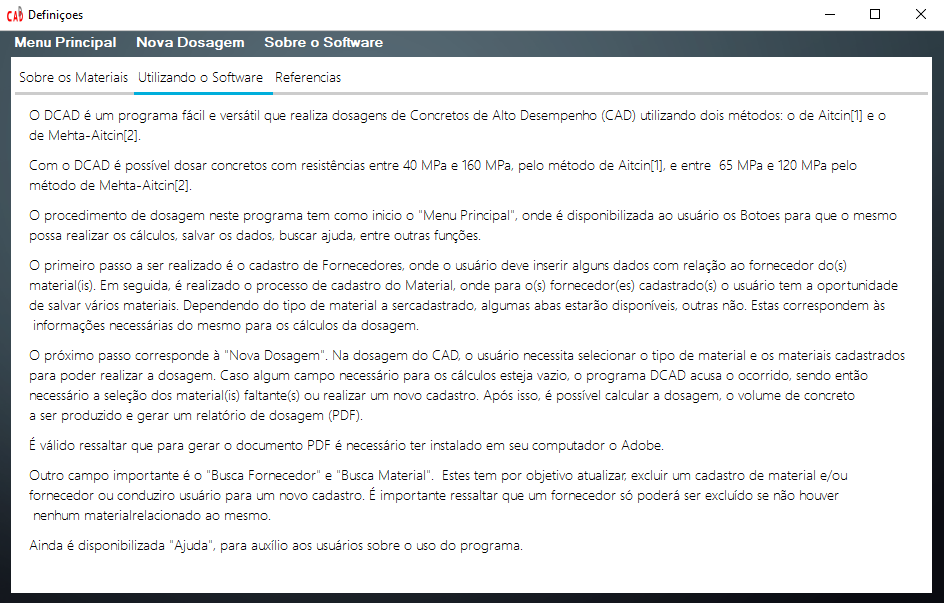 CAD Definiçoes
Menu Principal Nova Dosagem Sobre o Software
Sobre os Materiais Utilizando o Software Referencias
O DCAD é um programa fácil e versátil que realiza dosagens de Concretos de Alto Desempenho (CAD) utilizando dois métodos: o de Aitcin[1] e o
de Mehta-Aitcin[2].
Com o DCAD é possível dosar concretos com resistências entre 40 MPa e 160 MPa, pelo método de Aitcin[1], e entre  65 MPa e 120 MPa pelo
método de Mehta-Aitcin[2].
O procedimento de dosagem neste programa tem como inicio o "Menu Principal", onde é disponibilizada ao usuário os Botoes para que o mesmo
possa realizar os cálculos, salvar os dados, buscar ajuda, entre outras funções.
O primeiro passo a ser realizado é o cadastro de Fornecedores, onde o usuário deve inserir alguns dados com relação ao fornecedor do(s)
material(is). Em seguida, é realizado o processo de cadastro do Material, onde para o(s) fornecedor(es) cadastrado(s) o usuário tem a oportunidade
de salvar vários materiais. Dependendo do tipo de material a sercadastrado, algumas abas estarão disponíveis, outras não. Estas correspondem às
informações necessárias do mesmo para os cálculos da dosagem.
O próximo passo corresponde à "Nova Dosagem". Na dosagem do CAD, o usuário necessita selecionar o tipo de material e os materiais cadastrados
para poder realizar a dosagem. Caso algum campo necessário para os cálculos esteja vazio, o programa DCAD acusa o ocorrido, sendo então
necessário a seleção dos material(is) faltante(s) ou realizar um novo cadastro. Após isso, é possível calcular a dosagem, o volume de concreto
a ser produzido e gerar um relatório de dosagem (PDF).
É válido ressaltar que para gerar o documento PDF é necessário ter instalado em seu computador o Adobe.
Outro campo importante é o "Busca Fornecedor" e "Busca Material".  Estes tem por objetivo atualizar, excluir um cadastro de material e/ou
fornecedor ou conduziro usuário para um novo cadastro. É importante ressaltar que um fornecedor só poderá ser excluído se não houver
nenhum materialrelacionado ao mesmo.
Ainda é disponibilizada "Ajuda", para auxílio aos usuários sobre o uso do programa.